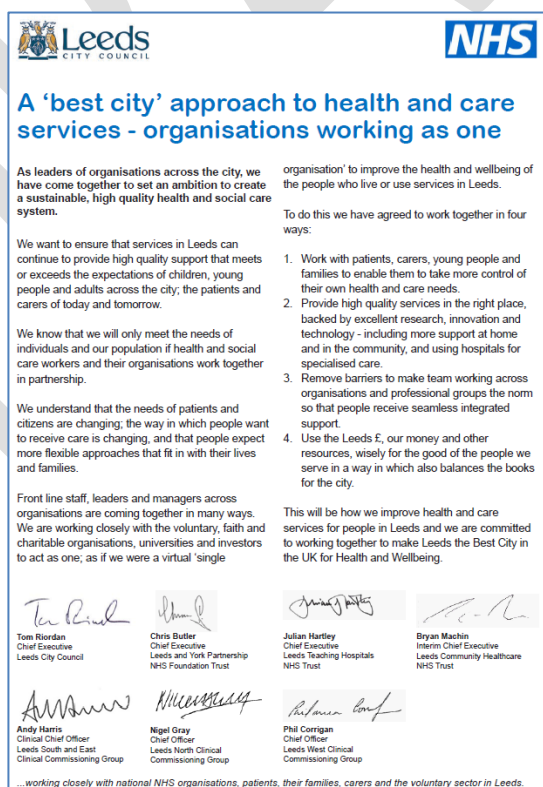 Leeds
CITY COUNCIL
NHS
A ‘best city’ approach to health and care
services - organisations working as one
As leaders of organisations across the city, we
have come together to set an ambition to create
a sustainable, high quality health and social care
system.
We want to ensure that services in Leeds can
continue to provide high quality support that meets
or exceeds the expectations of children, young
people and adults across the city; the patients and
carers of today and tomorrow.
We know that we will only meet the needs of
individuals and our population if health and social
care workers and their organisations work together
in partnership.
We understand that the needs of patients and
citizens are changing; the way in which people want
to receive care is changing, and that people expect
more flexible approaches that fit in with their lives
and families.
Front line staff, leaders and managers across
organisations are coming together in many ways.
We are working closely with the voluntary, faith and
charitable organisations, universities and investors
to act as one; as if we were a virtual ‘single
organisation’ to improve the health and wellbeing of
the people who live or use services in Leeds.
To do this we have agreed to work together in four
ways:
1. Work with patients, carers, young people and
families to enable them to take more control of
their own health and care needs.
2. Provide high quality services in the right place,
backed by excellent research, innovation and
technology - including more support at home
and in the community, and using hospitals for
specialised care.
3. Remove barriers to make team working across
organisations and professional groups the norm
so that people receive seamless integrated
support.
4. Use the Leeds £, our money and other
resources, wisely for the good of the people we
serve in a way in which also balances the books
for the city.
This will be how we improve health and care
services for people in Leeds and we are committed
to working together to make Leeds the Best City in
the UK for Health and Wellbeing.
Tom Riordan
Chief Executive
Leeds City Council
Chris Butler
Chief Executive
Leeds and York Partnership
NHS Foundation Trust
Julian Hartley
Chief Executive
Leeds Teaching Hospitals
NHS Trust
Bryan Machin
Interim Chief Executive
Leeds Community Healthcare
NHS Trust
Andy Harris
Clinical Chief Officer
Leeds South and East
Clinical Commissioning Group
Nigel Gray
Chief Officer
Leeds North Clinical
Commissioning Group
Phil Corrigan
Chief Officer
Leeds West Clinical
Commissioning Group
...working closely with national NHS organisations, patients, their families, carers and the voluntary sector in Leeds.